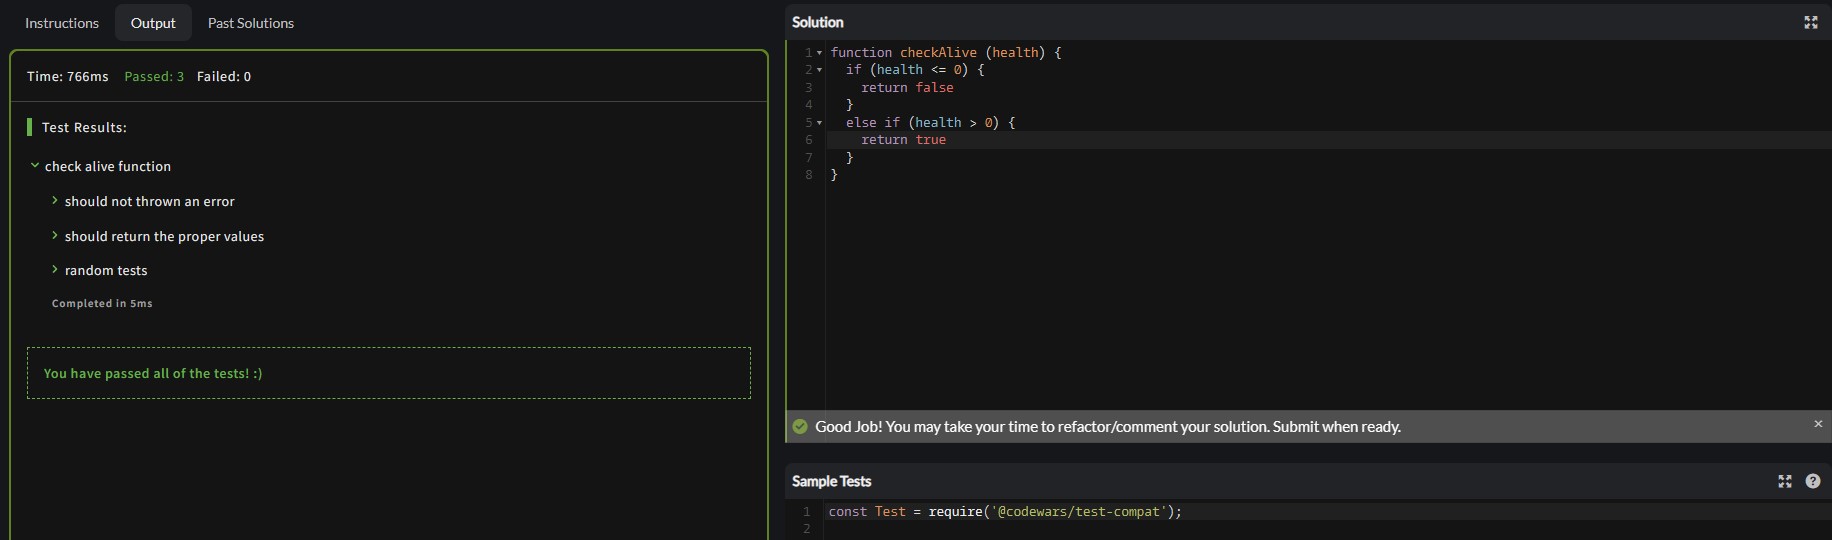 Instructions Output Past Solutions
Time: 766ms Passed: 3 Failed: 0
Test Results:
check alive function
should not thrown an error
should return the proper values
random tests
Completed in 5ms
You have passed all of the tests! :)
Solution
1 function checkAlive (health) {
2 if (health <= 0) {
3 return false
4 }
5 else if (health > 0) {
6 return true
7 }
8 }
Good Job! You may take your time to refactor/comment your solution. Submit when ready.
Sample Tests
1 const Test = require('@codewars/test-compat');
2